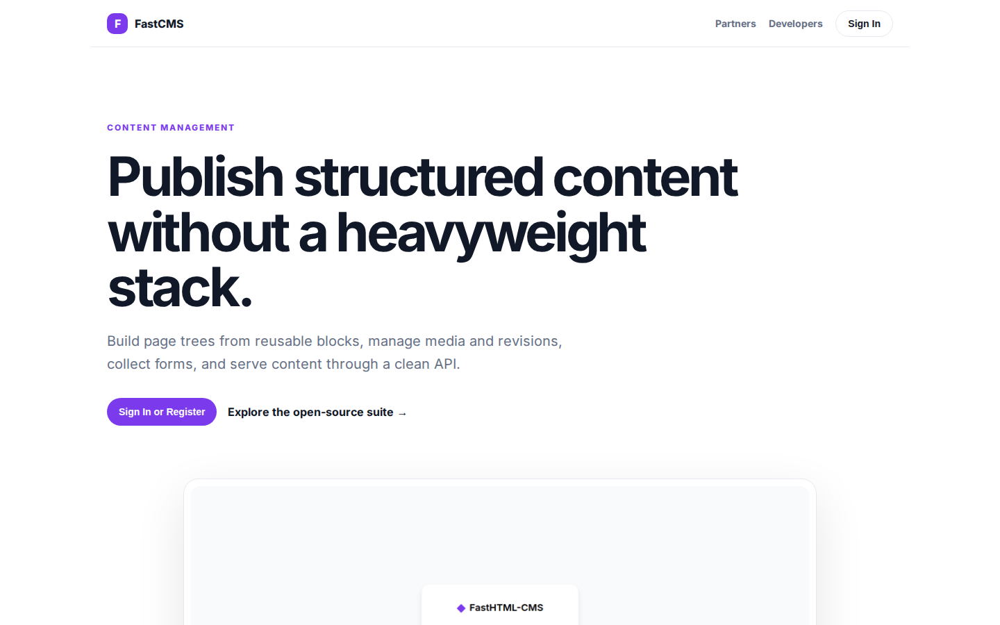 F FastCMS
Partners Developers Sign In
CONTENT MANAGEMENT
Publish structured content
without a heavyweight
stack.
Build page trees from reusable blocks, manage media and revisions,
collect forms, and serve content through a clean API.
Sign In or Register Explore the open-source suite →
FastHTML-CMS